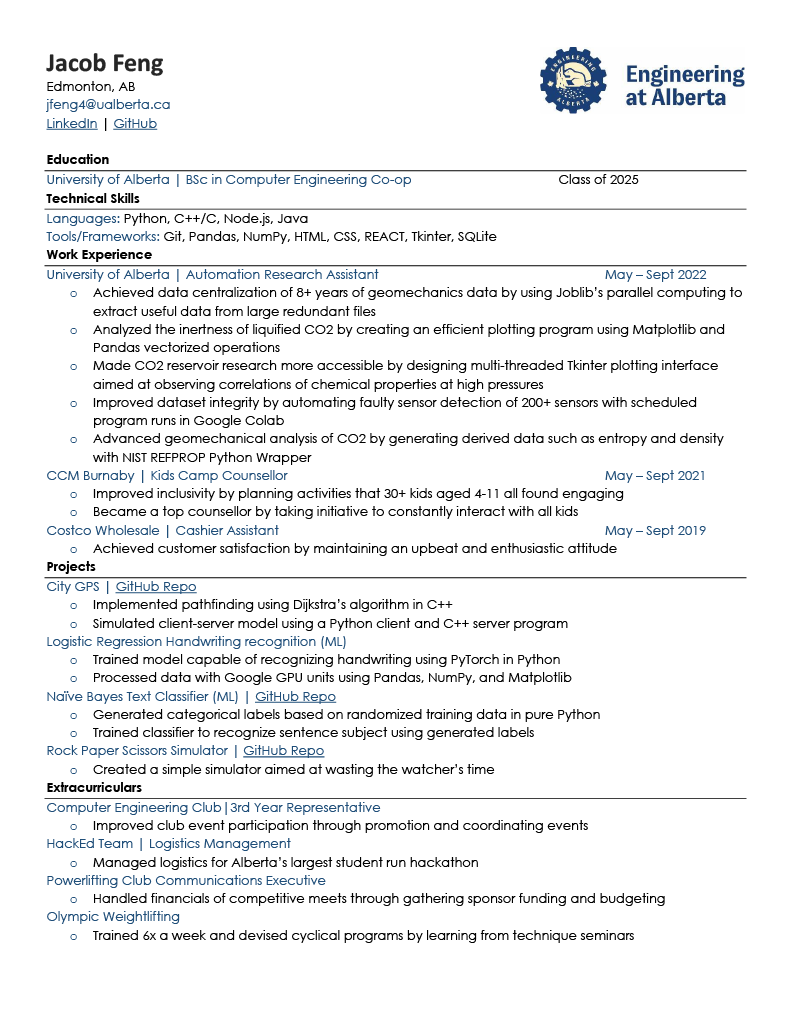 Jacob Feng
Edmonton, AB
jfeng4@ualberta.ca
LinkedIn | GitHub
ENGINEERING
ALBERTA
Engineering
at Alberta
Education
University of Alberta | BSc in Computer Engineering Co-op Class of 2025
Technical Skills
Languages: Python, C++/C, Node.js, Java
Tools/Frameworks: Git, Pandas, NumPy, HTML, CSS, REACT, Tkinter, SQLite
Work Experience
University of Alberta | Automation Research Assistant May – Sept 2022
o Achieved data centralization of 8+ years of geomechanics data by using Joblib’s parallel computing to
extract useful data from large redundant files
o Analyzed the inertness of liquified CO2 by creating an efficient plotting program using Matplotlib and
Pandas vectorized operations
o Made CO2 reservoir research more accessible by designing multi-threaded Tkinter plotting interface
aimed at observing correlations of chemical properties at high pressures
o Improved dataset integrity by automating faulty sensor detection of 200+ sensors with scheduled
program runs in Google Colab
o Advanced geomechanical analysis of CO2 by generating derived data such as entropy and density
with NIST REFPROP Python Wrapper
CCM Burnaby | Kids Camp Counsellor May – Sept 2021
o Improved inclusivity by planning activities that 30+ kids aged 4-11 all found engaging
o Became a top counsellor by taking initiative to constantly interact with all kids
Costco Wholesale | Cashier Assistant May – Sept 2019
o Achieved customer satisfaction by maintaining an upbeat and enthusiastic attitude
Projects
City GPS | GitHub Repo
o Implemented pathfinding using Dijkstra’s algorithm in C++
o Simulated client-server model using a Python client and C++ server program
Logistic Regression Handwriting recognition (ML)
o Trained model capable of recognizing handwriting using PyTorch in Python
o Processed data with Google GPU units using Pandas, NumPy, and Matplotlib
Naïve Bayes Text Classifier (ML) | GitHub Repo
o Generated categorical labels based on randomized training data in pure Python
o Trained classifier to recognize sentence subject using generated labels
Rock Paper Scissors Simulator | GitHub Repo
o Created a simple simulator aimed at wasting the watcher’s time
Extracurriculars
Computer Engineering Club|3rd Year Representative
o Improved club event participation through promotion and coordinating events
HackEd Team | Logistics Management
o Managed logistics for Alberta’s largest student run hackathon
Powerlifting Club Communications Executive
o Handled financials of competitive meets through gathering sponsor funding and budgeting
Olympic Weightlifting
o Trained 6x a week and devised cyclical programs by learning from technique seminars